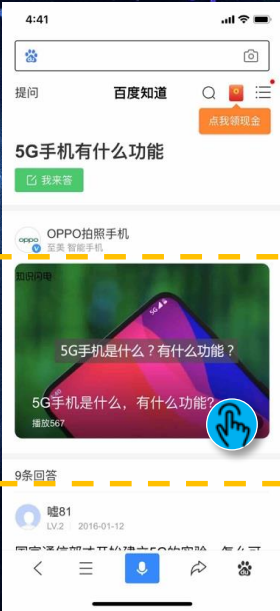 4:41
提问
百度知道
点我领现金
5G手机有什么功能
我来答
oppo
OPPO拍照手机
至美 智能手机
知识闪电
5G
5G手机是什么？有什么功能？
5G手机是什么，有什么功能？
播放567
9条回答
嘘81
LV.2 2016-01-12